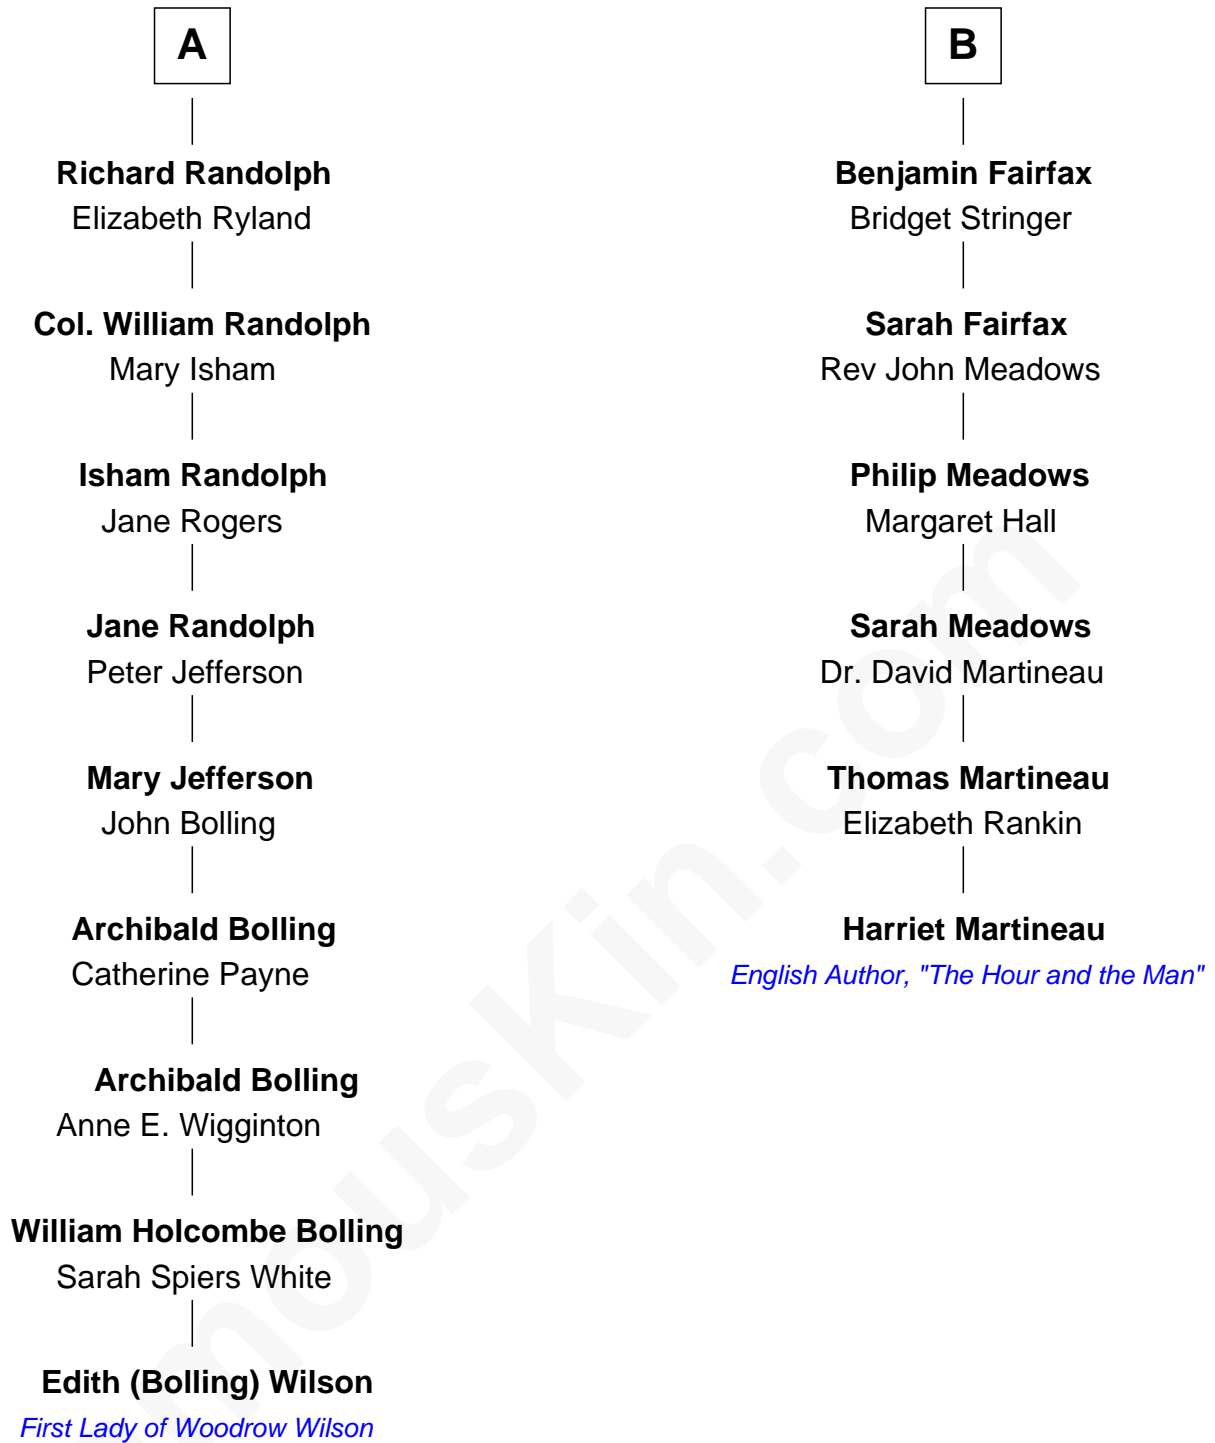 A
Richard Randolph
Elizabeth Ryland
Col. William Randolph
Mary Isham
Isham Randolph
Jane Rogers
Jane Randolph
Peter Jefferson
Mary Jefferson
John Bolling
Archibald Bolling
Catherine Payne
Archibald Bolling
Anne E. Wigginton
William Holcombe Bolling
Sarah Spiers White
Edith (Bolling) Wilson
First Lady of Woodrow Wilson
B
Benjamin Fairfax
Bridget Stringer
Sarah Fairfax
Rev John Meadows
Philip Meadows
Margaret Hall
Sarah Meadows
Dr. David Martineau
Thomas Martineau
Elizabeth Rankin
Harriet Martineau
English Author, "The Hour and the Man"
mousKin.com